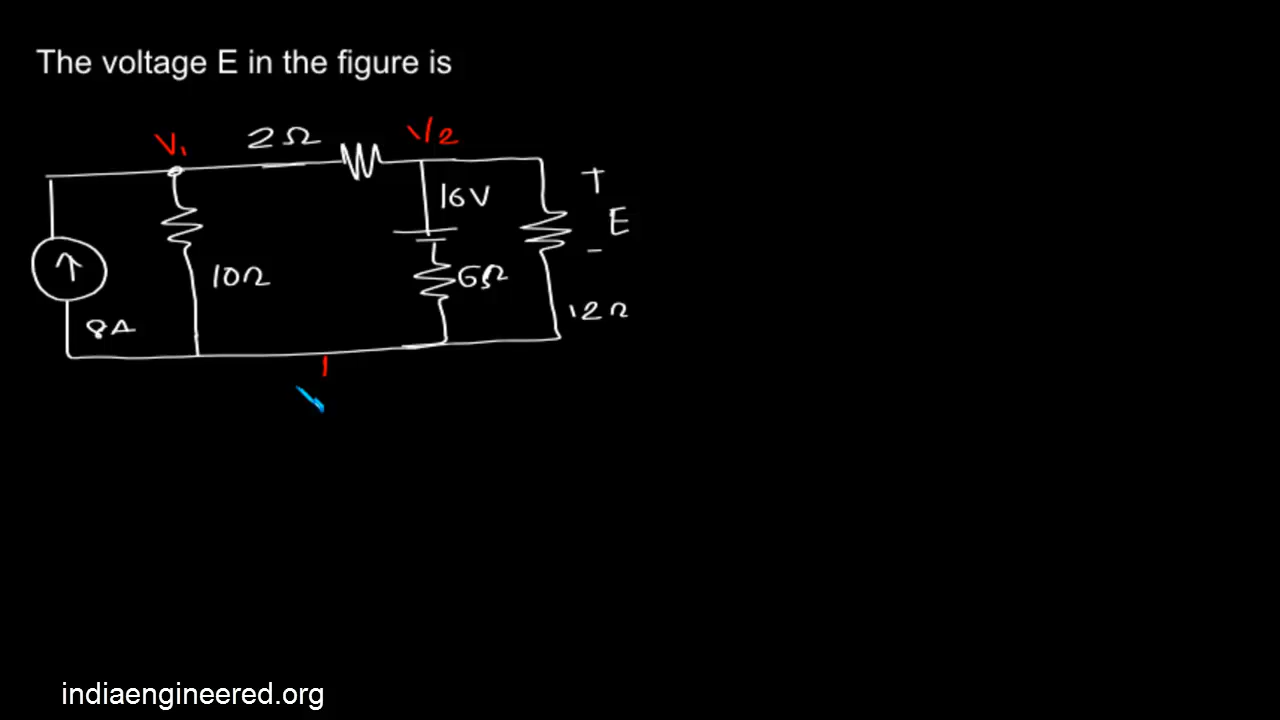 The voltage E in the figure is
V1 2Ω V2
16V + E -
10Ω 6Ω
8A 12Ω
indiaengineered.org